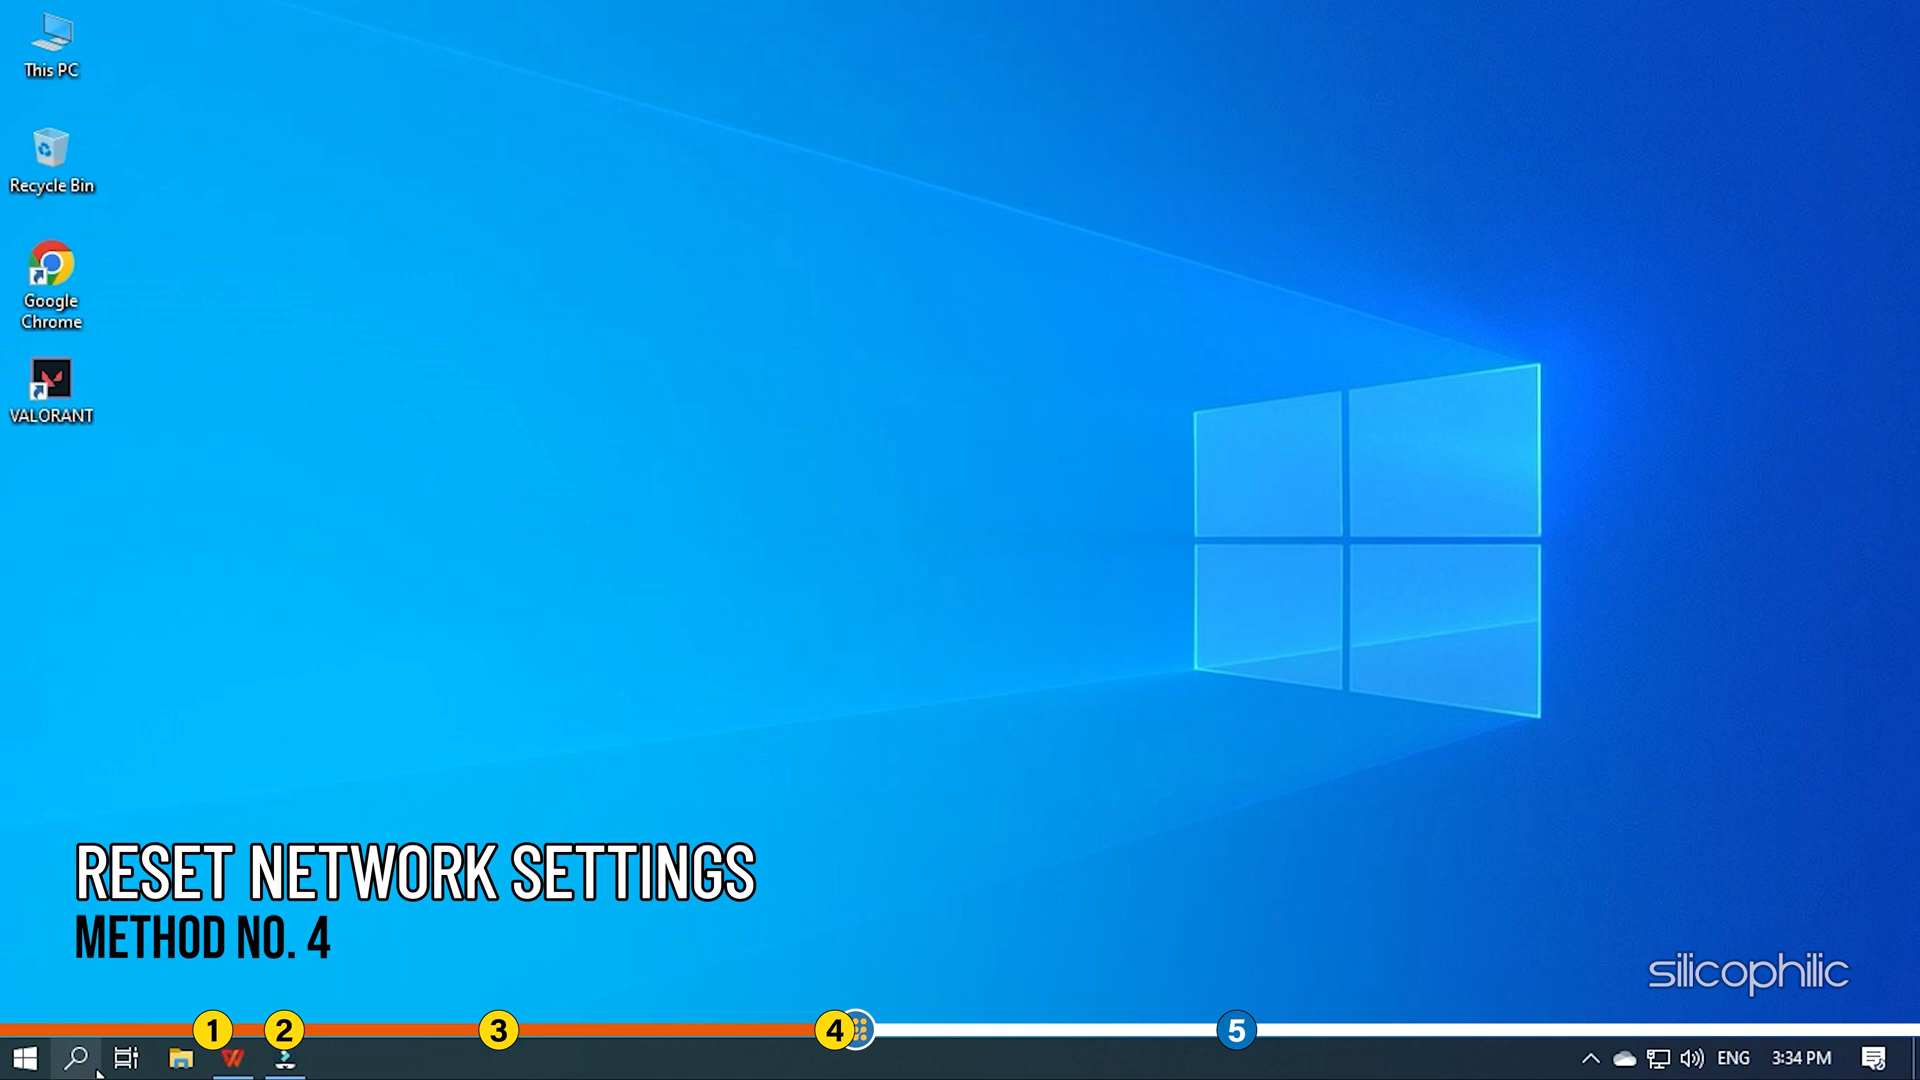 This PC
Recycle Bin
Google
Chrome
VALORANT
RESET NETWORK SETTINGS
METHOD NO. 4
silicophilic
1 2 3 4 5
ENG 3:34 PM